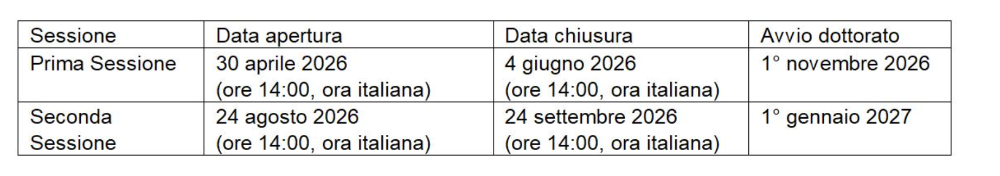 Sessione Data apertura Data chiusura Avvio dottorato
Prima Sessione 30 aprile 2026 4 giugno 2026 1° novembre 2026
(ore 14:00, ora italiana) (ore 14:00, ora italiana)
Seconda 24 agosto 2026 24 settembre 2026 1° gennaio 2027
Sessione (ore 14:00, ora italiana) (ore 14:00, ora italiana)